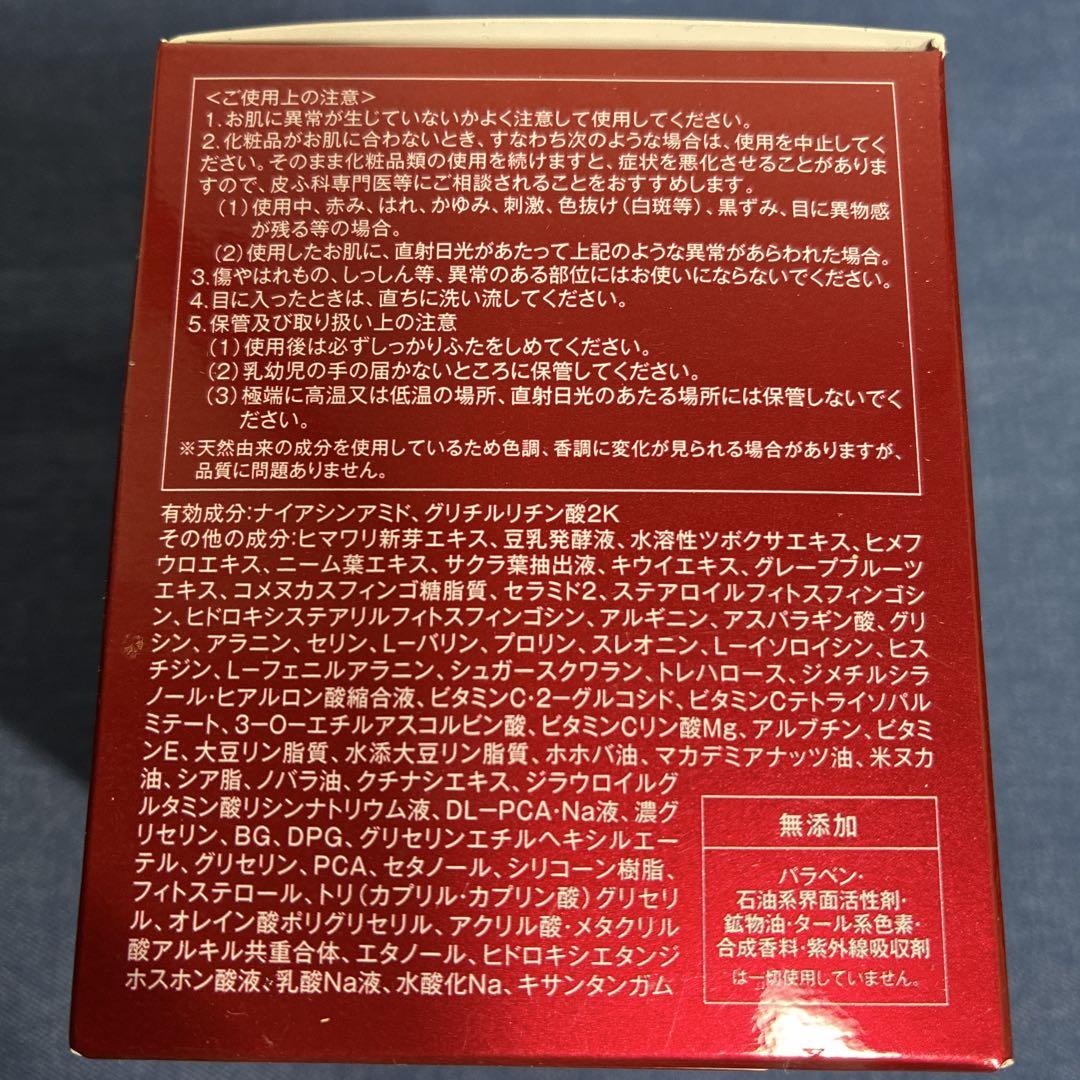 ＜ご使用上の注意＞
1.お肌に異常が生じていないかよく注意して使用してください。
2.化粧品がお肌に合わないとき、すなわち次のような場合は、使用を中止してく
ださい。そのまま化粧品類の使用を続けますと、症状を悪化させることがありま
すので、皮ふ科専門医等にご相談されることをおすすめします。
（1）使用中、赤み、はれ、かゆみ、刺激、色抜け（白斑等）、黒ずみ、目に異物感
が残る等の場合。
（2）使用したお肌に、直射日光があたって上記のような異常があらわれた場合。
3.傷やはれもの、しっしん等、異常のある部位にはお使いにならないでください。
4.目に入ったときは、直ちに洗い流してください。
5.保管及び取り扱い上の注意
（1）使用後は必ずしっかりふたをしめてください。
（2）乳幼児の手の届かないところに保管してください。
（3）極端に高温又は低温の場所、直射日光のあたる場所には保管しないでく
ださい。
※天然由来の成分を使用しているため色調、香調に変化が見られる場合がありますが、
品質に問題ありません。
有効成分:ナイアシンアミド、グリチルリチン酸2K
その他の成分:ヒマワリ新芽エキス、豆乳発酵液、水溶性ツボクサエキス、ヒメフ
ウロエキス、ニーム葉エキス、サクラ葉抽出液、キウイエキス、グレープフルーツ
エキス、コメヌカスフィンゴ糖脂質、セラミド2、ステアロイルフィトスフィンゴシ
ン、ヒドロキシステアリルフィトスフィンゴシン、アルギニン、アスパラギン酸、グリ
シン、アラニン、セリン、L－バリン、プロリン、スレオニン、L－イソロイシン、ヒス
チジン、L－フェニルアラニン、シュガースクワラン、トレハロース、ジメチルシラ
ノール・ヒアルロン酸縮合液、ビタミンC・2－グルコシド、ビタミンCテトライソパル
ミテート、3－O－エチルアスコルビン酸、ビタミンCリン酸Mg、アルブチン、ビタミ
ンE、大豆リン脂質、水添大豆リン脂質、ホホバ油、マカデミアナッツ油、米ヌカ
油、シア脂、ノバラ油、クチナシエキス、ジラウロイルグ
ルタミン酸リシンナトリウム液、DL－PCA・Na液、濃グ
リセリン、BG、DPG、グリセリンエチルヘキシルエー
テル、グリセリン、PCA、セタノール、シリコーン樹脂、
フィトステロール、トリ（カプリル・カプリン酸）グリセリ
ル、オレイン酸ポリグリセリル、アクリル酸・メタクリル
酸アルキル共重合体、エタノール、ヒドロキシエタンジ
ホスホン酸液、乳酸Na液、水酸化Na、キサンタンガム
無添加
パラベン・
石油系界面活性剤・
鉱物油・タール系色素・
合成香料・紫外線吸収剤
は一切使用していません。